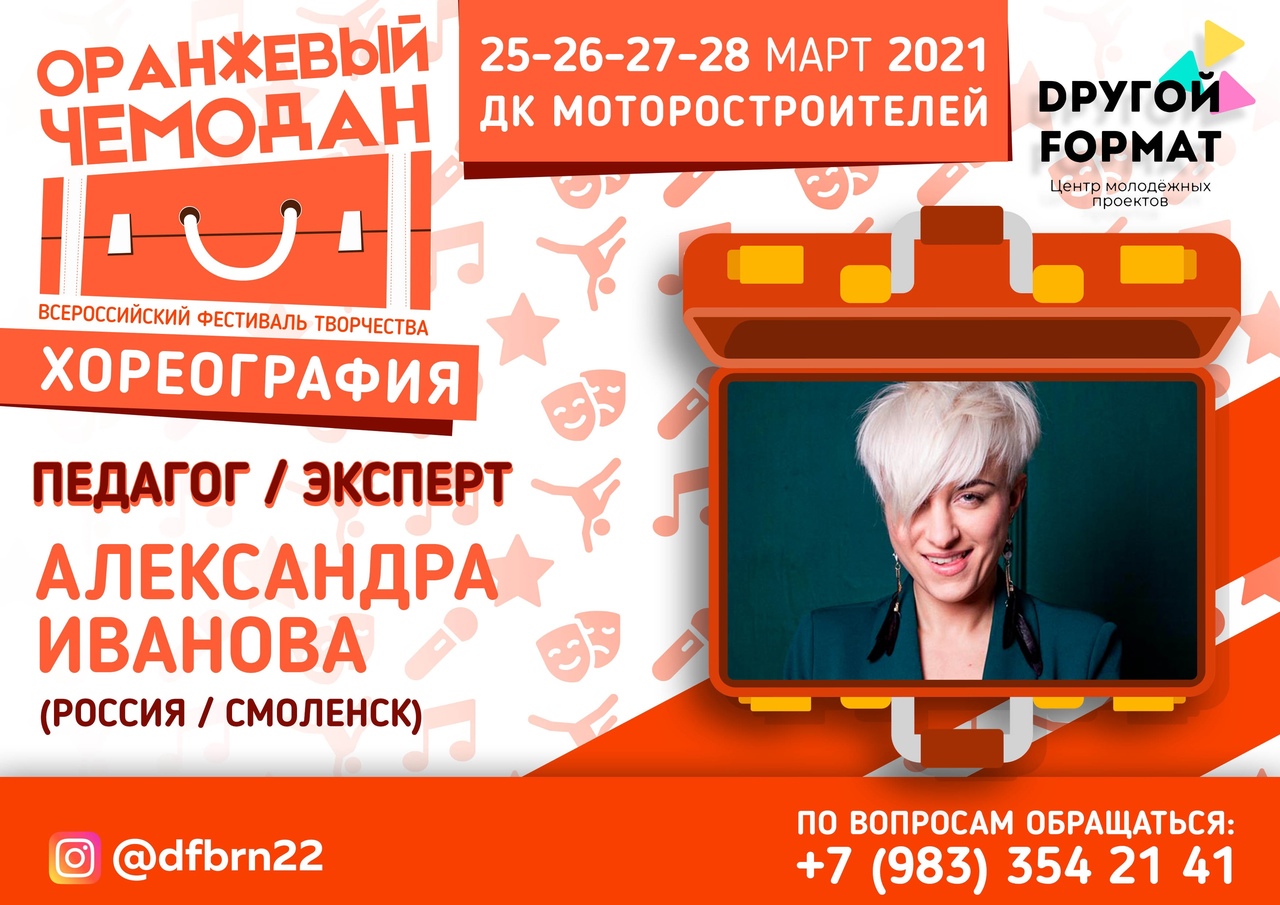 ОРАНЖЕВЫЙ
ЧЕМОДАН
ВСЕРОССИЙСКИЙ ФЕСТИВАЛЬ ТВОРЧЕСТВА
ХОРЕОГРАФИЯ
25-26-27-28 МАРТ 2021
ДК МОТОРОСТРОИТЕЛЕЙ
DРУГОЙ
FОРМАТ
Центр молодёжных
проектов
ПЕДАГОГ / ЭКСПЕРТ
АЛЕКСАНДРА
ИВАНОВА
(РОССИЯ / СМОЛЕНСК)
@dfbrn22
ПО ВОПРОСАМ ОБРАЩАТЬСЯ:
+7 (983) 354 21 41